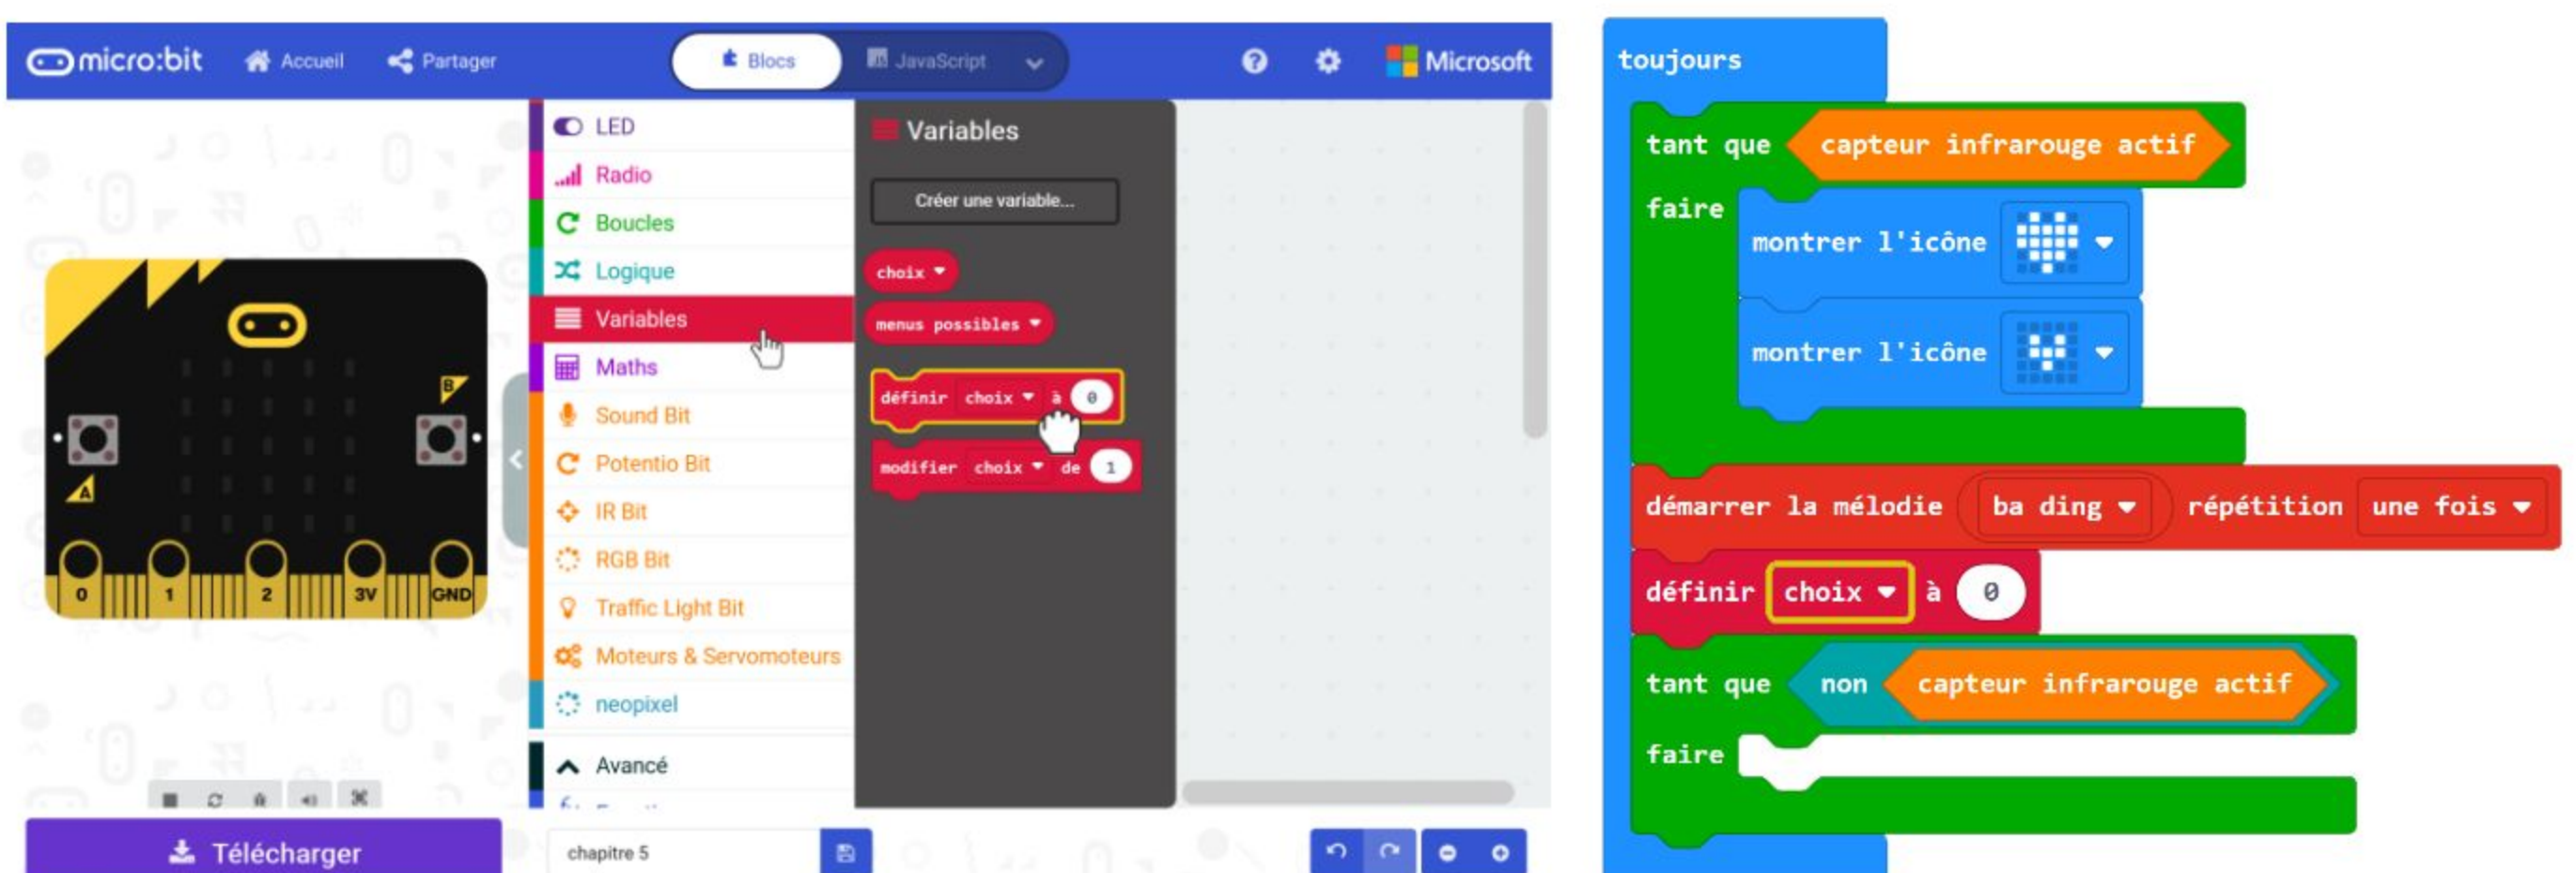 micro:bit Accueil Partager Blocs JavaScript Microsoft
LED
Radio
Boucles
Logique
Variables
Maths
Sound Bit
Potentio Bit
IR Bit
RGB Bit
Traffic Light Bit
Moteurs & Servomoteurs
neopixel
Avancé
Variables
Créer une variable...
choix
menus possibles
définir choix à 0
modifier choix de 1
B
A
0 1 2 3V GND
Télécharger
chapitre 5
toujours
tant que capteur infrarouge actif
faire
montrer l'icône
montrer l'icône
démarrer la mélodie ba ding répétition une fois
définir choix à 0
tant que non capteur infrarouge actif
faire